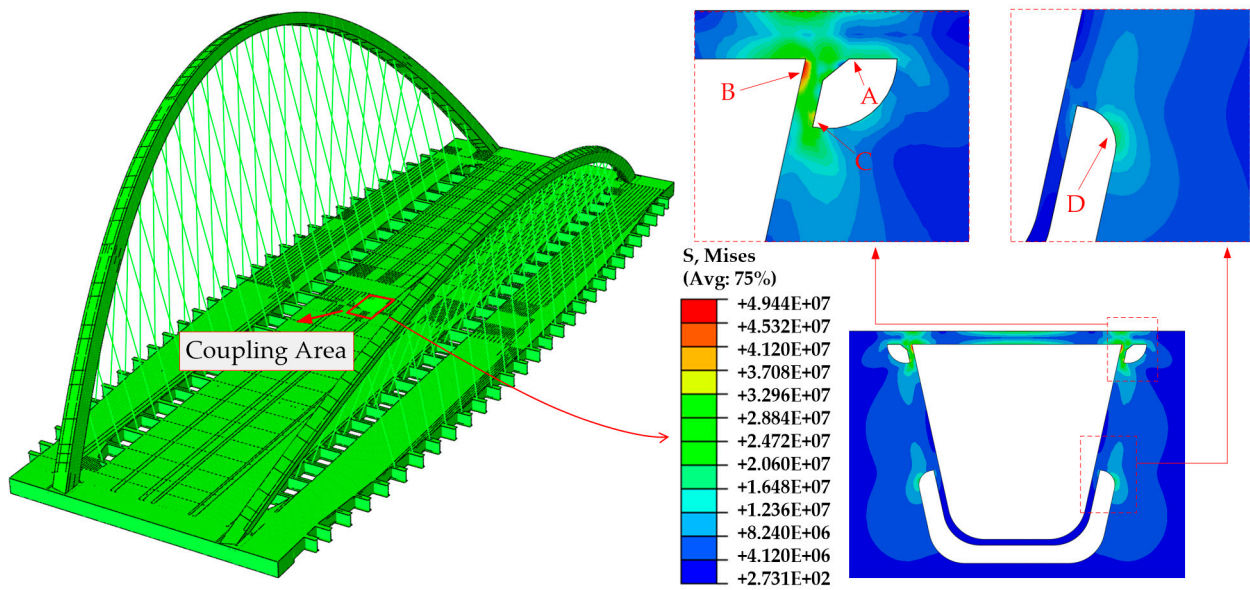 Coupling Area
B
A
C
D
S, Mises
(Avg: 75%)
+4.944E+07
+4.532E+07
+4.120E+07
+3.708E+07
+3.296E+07
+2.884E+07
+2.472E+07
+2.060E+07
+1.648E+07
+1.236E+07
+8.240E+06
+4.120E+06
+2.731E+02